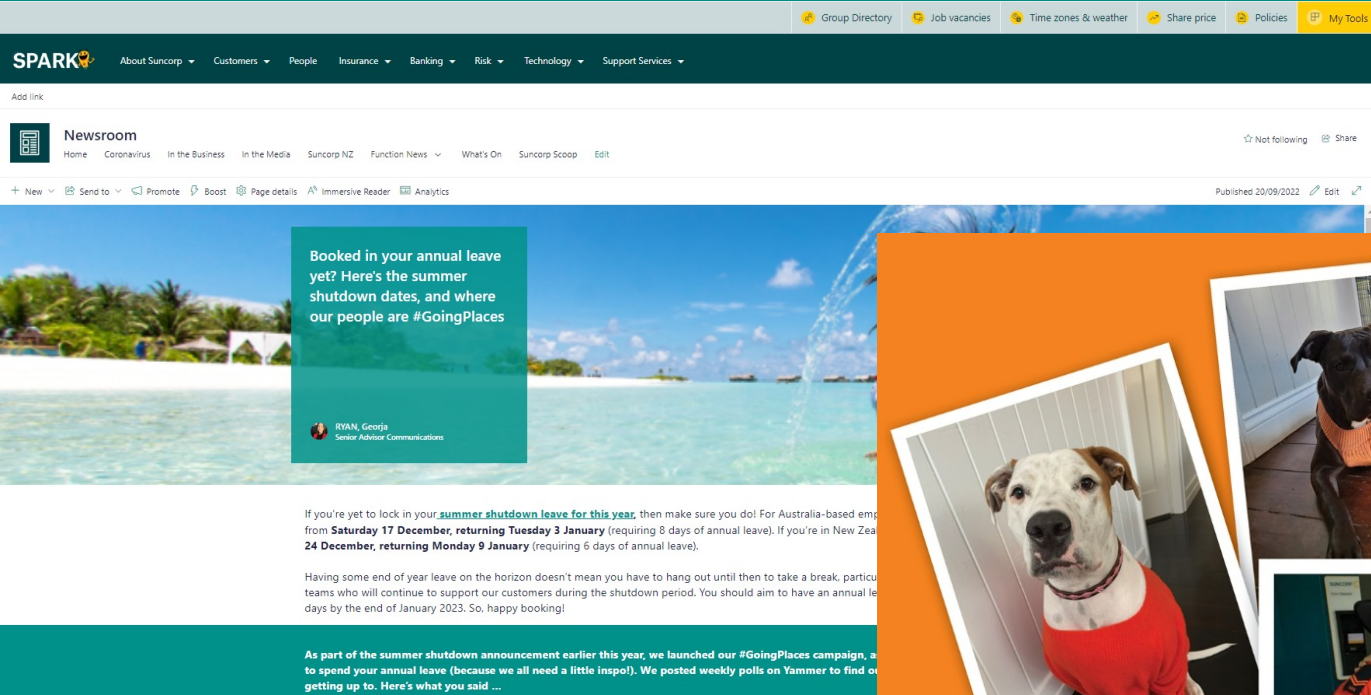 Group Directory
Job vacancies
Time zones & weather
Share price
Policies
My Tools
SPARK
About Suncorp
Customers
People
Insurance
Banking
Risk
Technology
Support Services
Add link
Newsroom
Home
Coronavirus
In the Business
In the Media
Suncorp NZ
Function News
What's On
Suncorp Scoop
Edit
Not following
Share
New
Send to
Promote
Boost
Page details
Immersive Reader
Analytics
Published 20/09/2022
Edit
Booked in your annual leave
yet? Here's the summer
shutdown dates, and where
our people are #GoingPlaces
RYAN, Georja
Senior Advisor Communications
If you're yet to lock in your summer shutdown leave for this year, then make sure you do! For Australia-based emp
from Saturday 17 December, returning Tuesday 3 January (requiring 8 days of annual leave). If you're in New Zeal
24 December, returning Monday 9 January (requiring 6 days of annual leave).
Having some end of year leave on the horizon doesn't mean you have to hang out until then to take a break, particu
teams who will continue to support our customers during the shutdown period. You should aim to have an annual le
days by the end of January 2023. So, happy booking!
As part of the summer shutdown announcement earlier this year, we launched our #GoingPlaces campaign, a
to spend your annual leave (because we all need a little inspo!). We posted weekly polls on Yammer to find o
getting up to. Here's what you said ...
SUNCORP